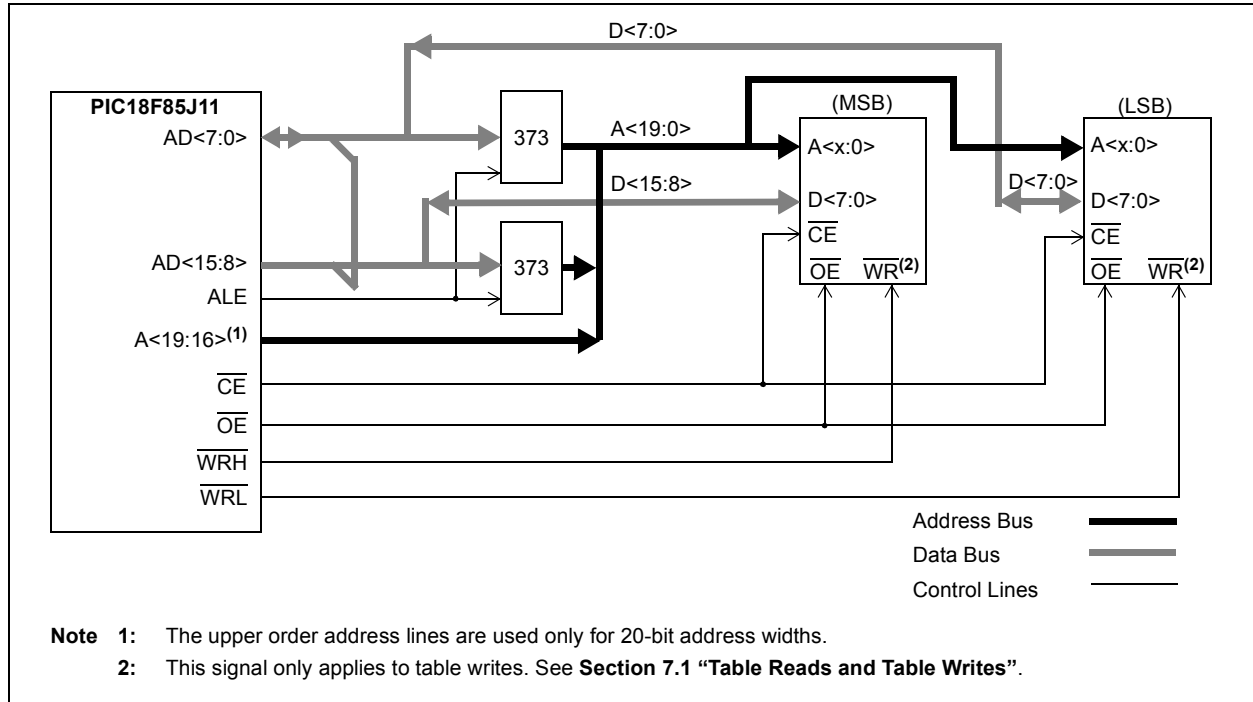 D<7:0>
PIC18F85J11
AD<7:0>
373
A<19:0>
(MSB)
A<x:0>
D<7:0>
CE
OE WR(2)
(LSB)
A<x:0>
D<7:0>
D<7:0>
CE
OE WR(2)
D<15:8>
AD<15:8>
373
ALE
A<19:16>(1)
CE
OE
WRH
WRL
Address Bus
Data Bus
Control Lines
Note 1: The upper order address lines are used only for 20-bit address widths.
2: This signal only applies to table writes. See Section 7.1 “Table Reads and Table Writes”.